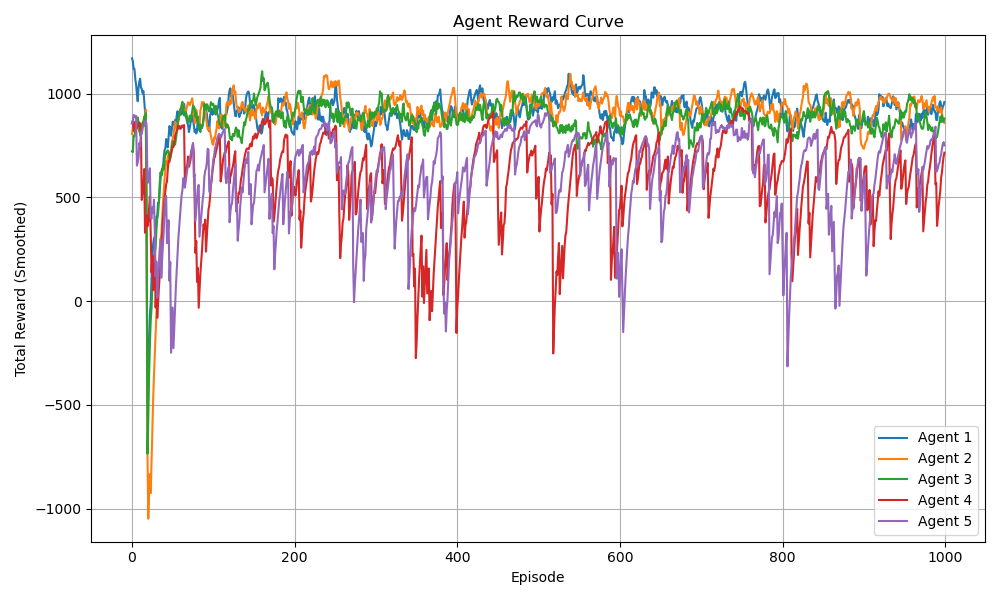 Agent Reward Curve
Total Reward (Smoothed)
1000
500
0
−500
−1000
0
200
400
600
800
1000
Episode
Agent 1
Agent 2
Agent 3
Agent 4
Agent 5